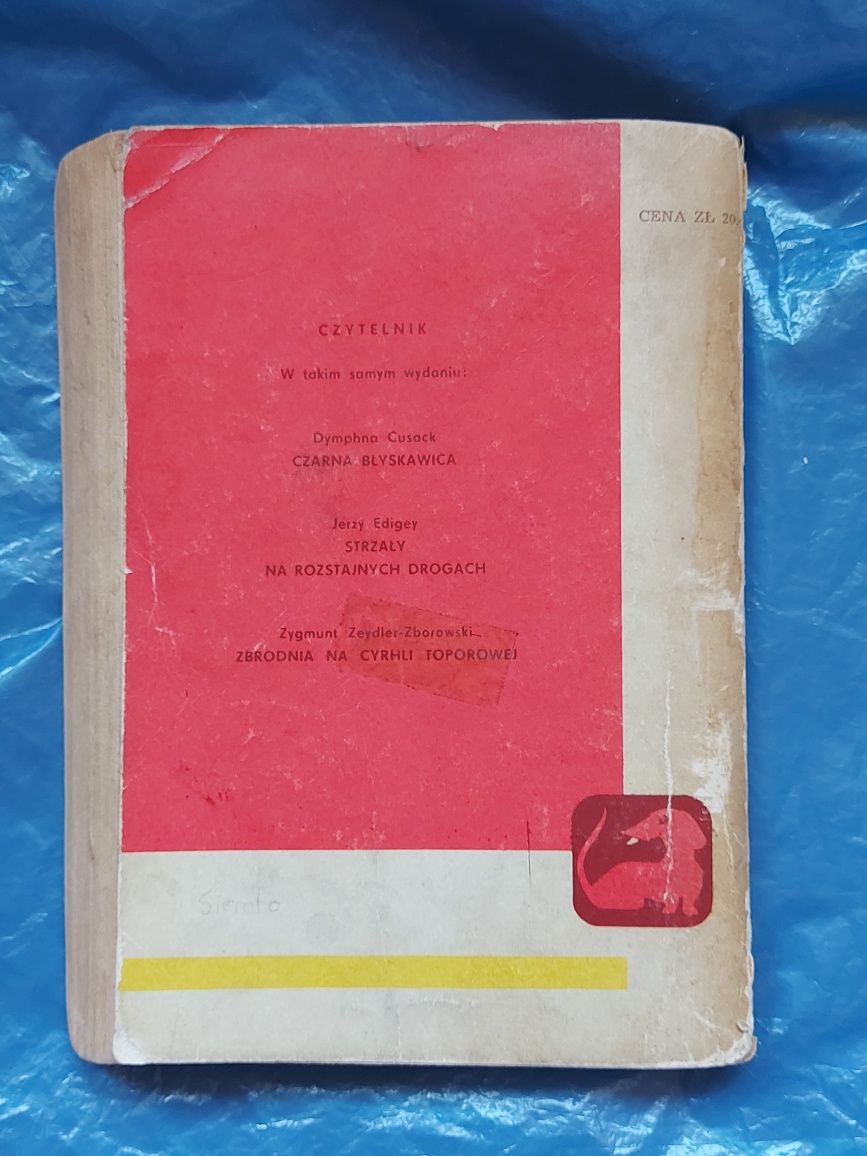 CENA ZŁ 20,-
CZYTELNIK
W takim samym wydaniu:
Dymphna Cusack
CZARNA BŁYSKAWICA
Jerzy Edigey
STRZAŁY
NA ROZSTAJNYCH DROGACH
Zygmunt Zeydler-Zborowski
ZBRODNIA NA CYRHLI TOPOROWEJ